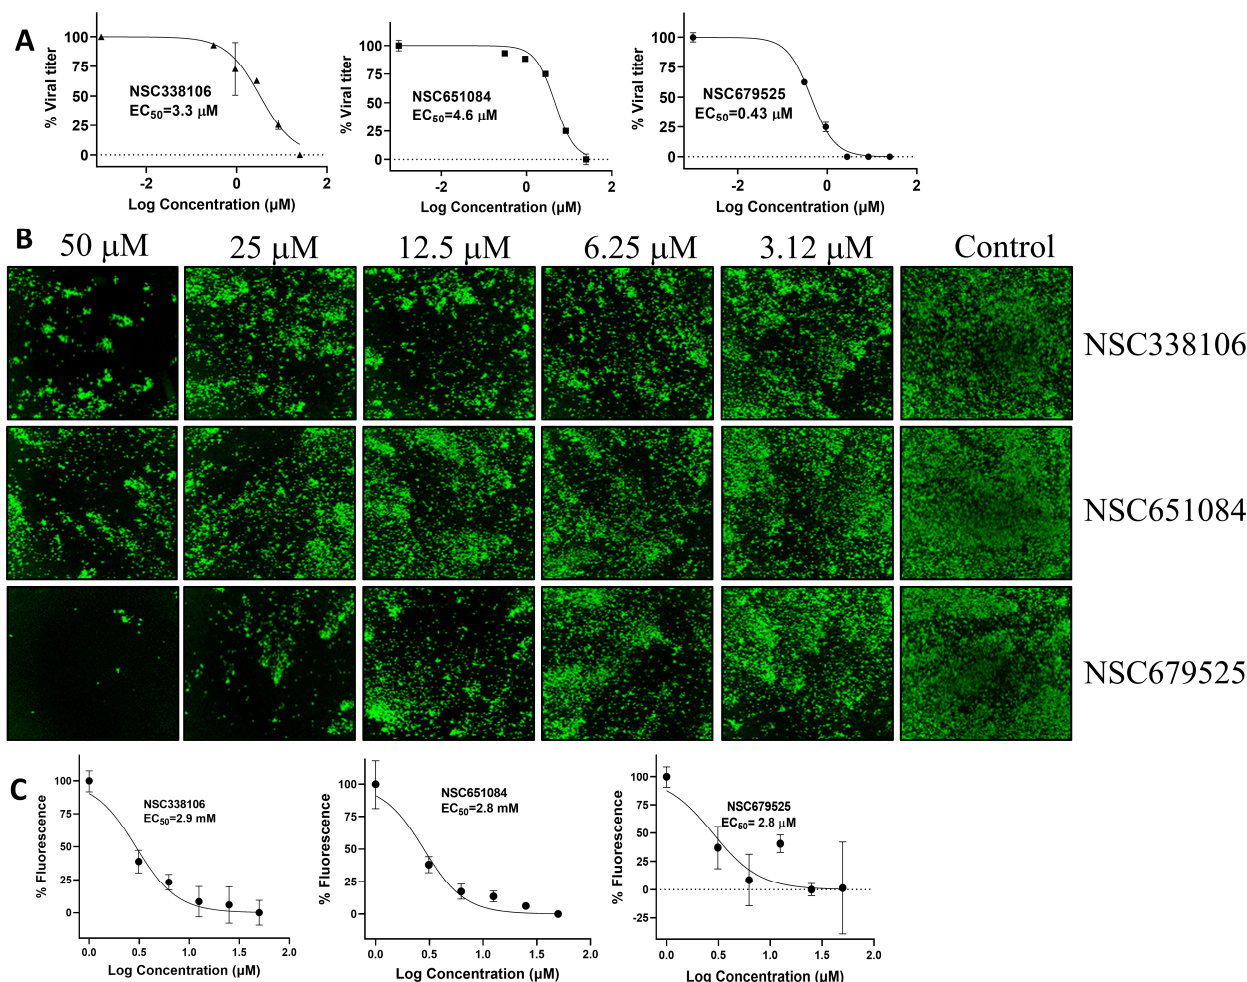 A
% Viral titer
100
75
50
25
0
NSC338106
EC50=3.3 µM
-2
0
2
Log Concentration (µM)
% Viral titer
100
75
50
25
0
NSC651084
EC50=4.6 µM
-2
0
2
Log Concentration (µM)
% Viral titer
100
75
50
25
0
NSC679525
EC50=0.43 µM
-2
0
2
Log Concentration (µM)
B
50 µM
25 µM
12.5 µM
6.25 µM
3.12 µM
Control
NSC338106
NSC651084
NSC679525
C
% Fluorescence
100
75
50
25
0
NSC338106
EC50=2.9 mM
0.0
0.5
1.0
1.5
2.0
Log Concentration (µM)
% Fluorescence
100
75
50
25
0
NSC651084
EC50=2.8 mM
0.0
0.5
1.0
1.5
2.0
Log Concentration (µM)
% Fluorescence
100
75
50
25
0
-25
NSC679525
EC50= 2.8 µM
0.0
0.5
1.0
1.5
2.0
Log Concentration (µM)